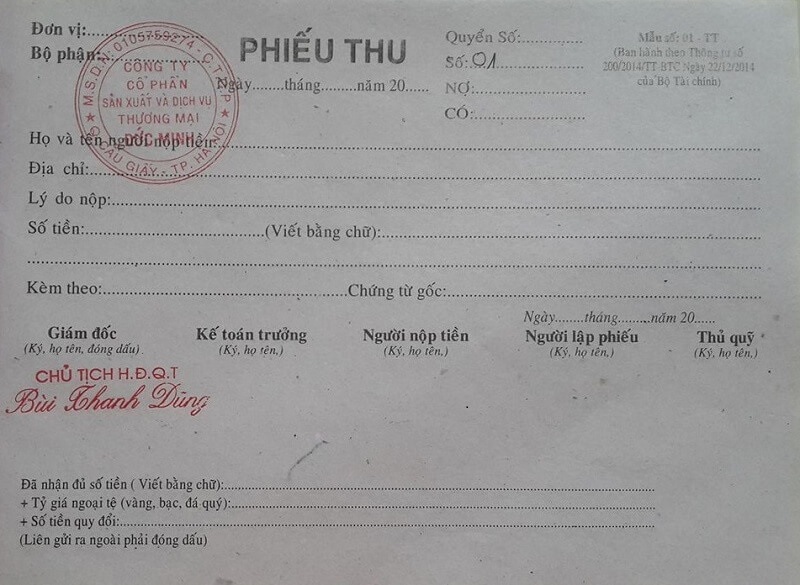 Đơn vị:
Bộ phận:
M.S.D.N: 0105759274 - C.T.C.P
CÔNG TY
CỔ PHẦN
SẢN XUẤT VÀ DỊCH VỤ
THƯƠNG MẠI
ĐỨC MINH
Q. CẦU GIẤY - TP. HÀ NỘI
PHIẾU THU
Ngày.......tháng........năm 20......
Quyển Số:
Số: 01
NỢ:
CÓ:
Mẫu số: 01 - TT
(Ban hành theo Thông tư số
200/2014/TT-BTC Ngày 22/12/2014
của Bộ Tài chính)
Họ và tên người nộp tiền:
Địa chỉ:
Lý do nộp:
Số tiền:..............................(Viết bằng chữ):
Kèm theo:..............................Chứng từ gốc:
Ngày.......tháng........năm 20......
Giám đốc Kế toán trưởng Người nộp tiền Người lập phiếu Thủ quỹ
(Ký, họ tên, đóng dấu) (Ký, họ tên,) (Ký, họ tên,) (Ký, họ tên,) (Ký, họ tên,)
CHỦ TỊCH H.Đ.Q.T
Bùi Thanh Dũng
Đã nhận đủ số tiền ( Viết bằng chữ):
+ Tỷ giá ngoại tệ (vàng, bạc, đá quý):
+ Số tiền quy đổi:
(Liên gửi ra ngoài phải đóng dấu)